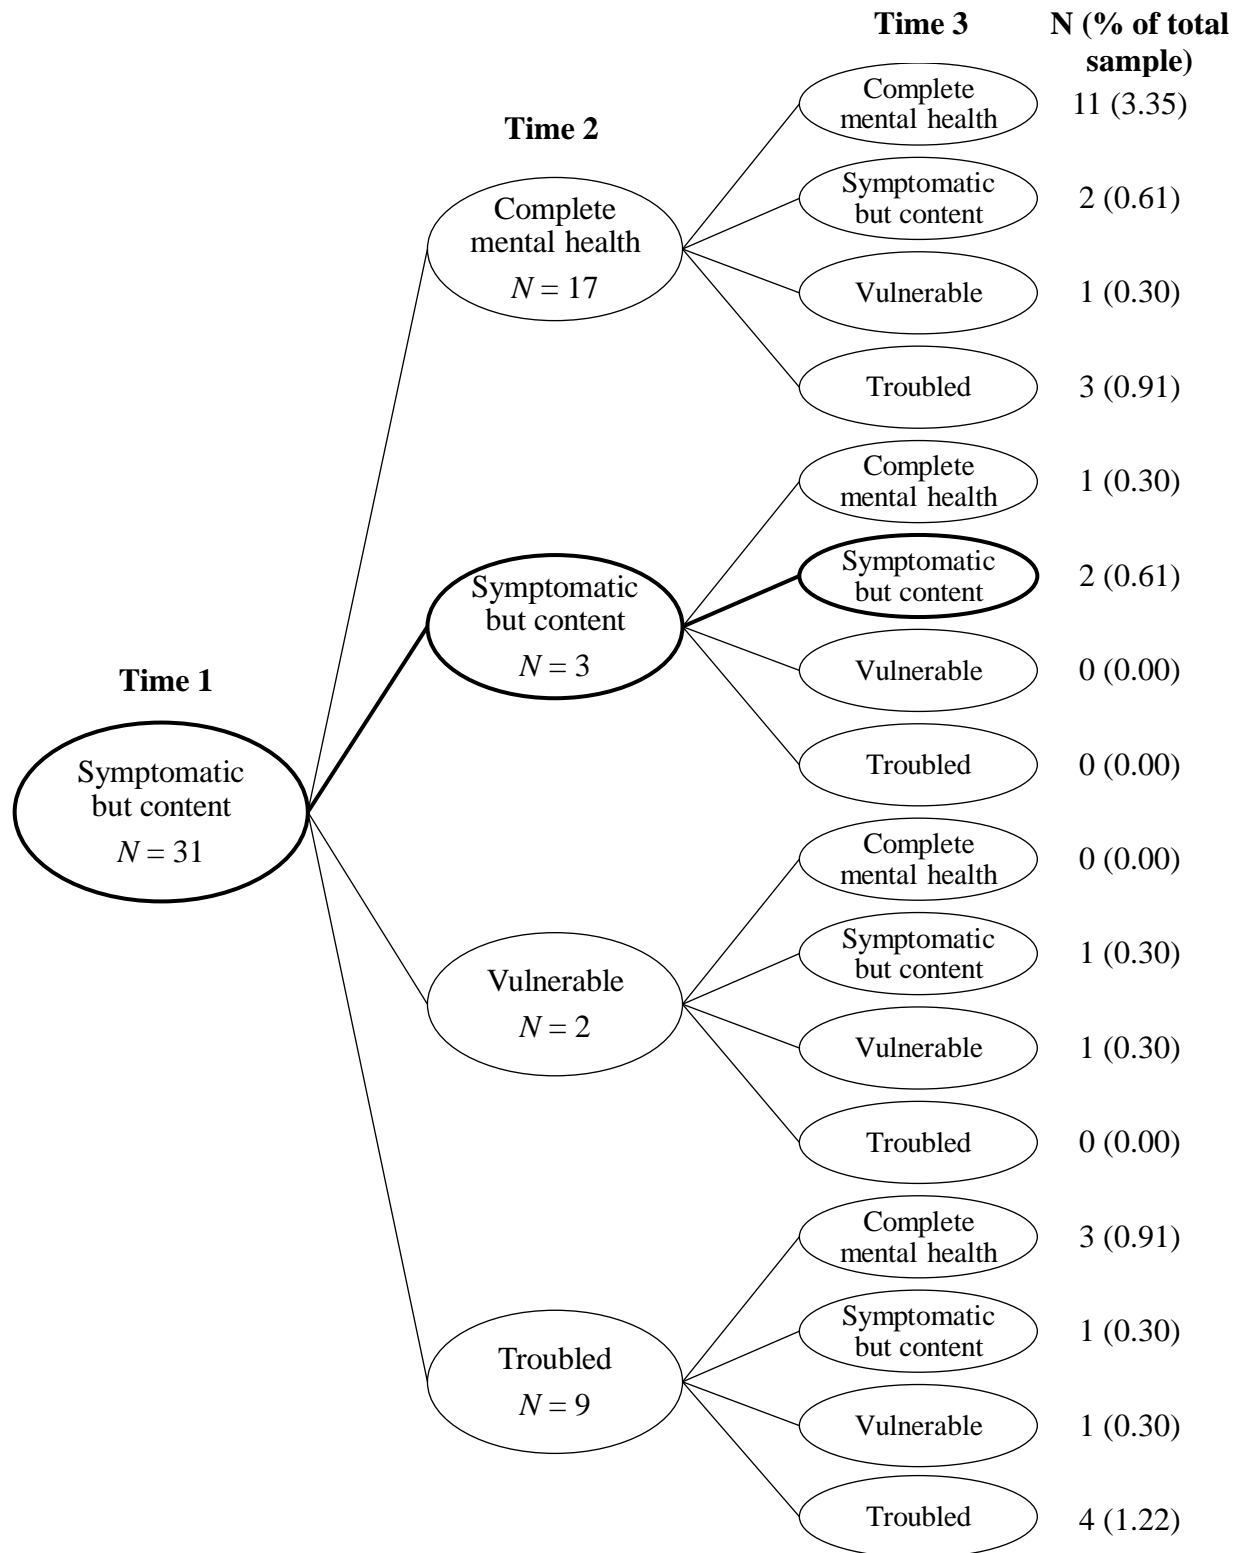 Time 3
N (% of total
sample)
Complete
mental health
11 (3.35)
Time 2
Symptomatic
but content
2 (0.61)
Complete
mental health
N = 17
Vulnerable
1 (0.30)
Troubled
3 (0.91)
Complete
mental health
1 (0.30)
Symptomatic
but content
2 (0.61)
Symptomatic
but content
N = 3
Vulnerable
0 (0.00)
Time 1
Troubled
0 (0.00)
Symptomatic
but content
N = 31
Complete
mental health
0 (0.00)
Symptomatic
but content
1 (0.30)
Vulnerable
N = 2
Vulnerable
1 (0.30)
Troubled
0 (0.00)
Complete
mental health
3 (0.91)
Symptomatic
but content
1 (0.30)
Troubled
N = 9
Vulnerable
1 (0.30)
Troubled
4 (1.22)